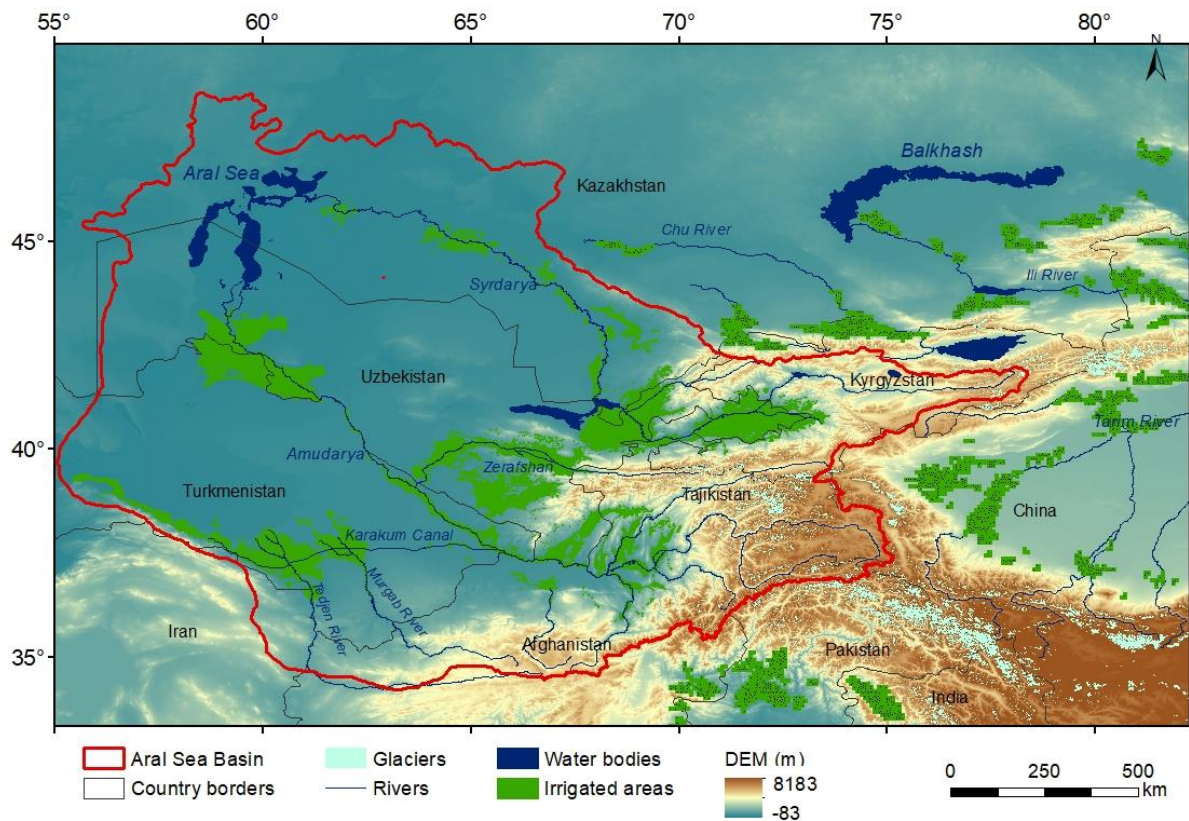 55° 60° 65° 70° 75° 80°
N
Aral Sea
Balkhash
Kazakhstan
45°
Chu River
Ili River
Syrdarya
Uzbekistan
Kyrgyzstan
Tarim River
40°
Amudarya
Zerafshan
Turkmenistan
Tajikistan
China
Karakum Canal
Murgab River
Tedjen River
Iran
Afghanistan
Pakistan
35°
India
Aral Sea Basin
Glaciers
Water bodies
DEM (m)
Country borders
Rivers
Irrigated areas
8183
-83
0 250 500
km